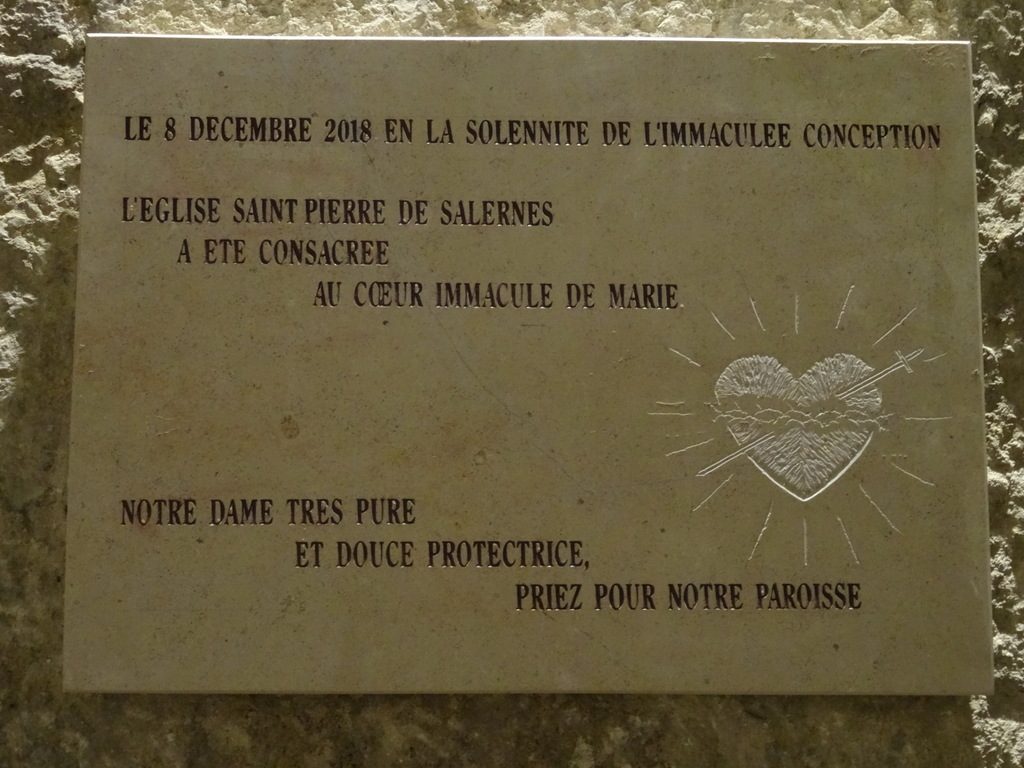 LE 8 DECEMBRE 2018 EN LA SOLENNITE DE L'IMMACULEE CONCEPTION
L'EGLISE SAINT PIERRE DE SALERNES
A ETE CONSACREE
AU CŒUR IMMACULE DE MARIE
NOTRE DAME TRES PURE
ET DOUCE PROTECTRICE,
PRIEZ POUR NOTRE PAROISSE